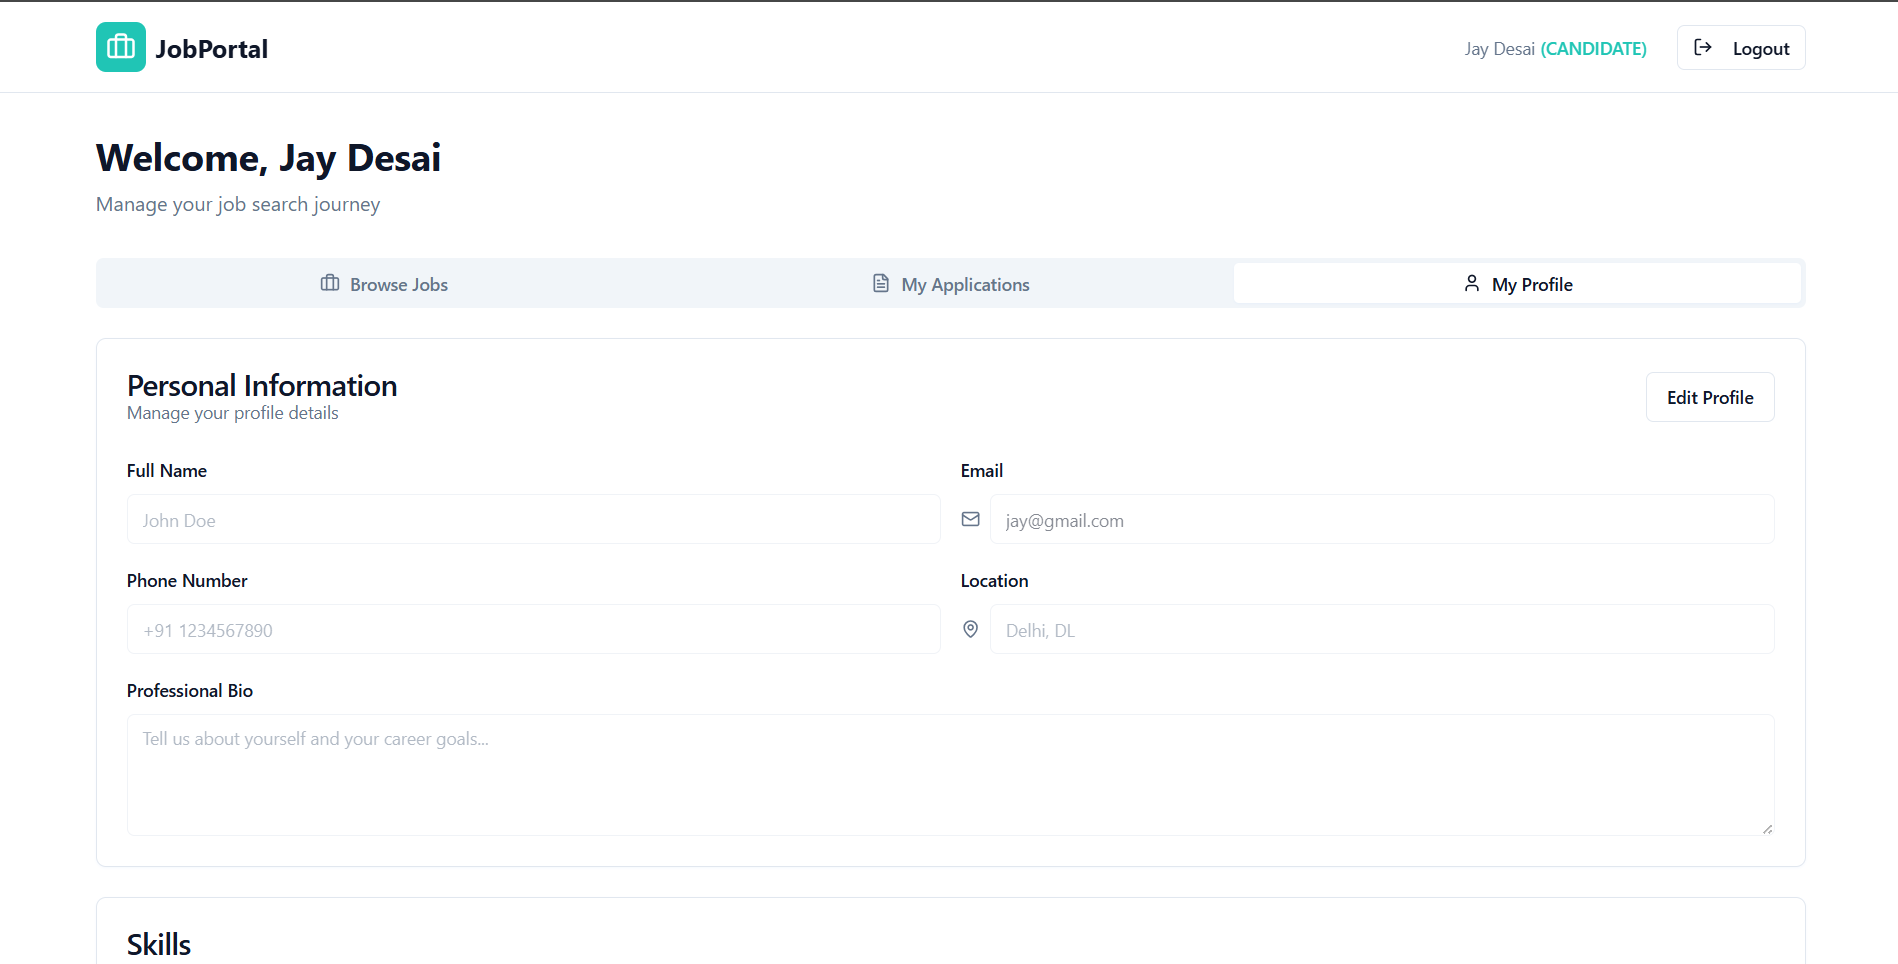 JobPortal
Jay Desai (CANDIDATE)
Logout
Welcome, Jay Desai
Manage your job search journey
Browse Jobs
My Applications
My Profile
Personal Information
Manage your profile details
Edit Profile
Full Name
John Doe
Email
jay@gmail.com
Phone Number
+91 1234567890
Location
Delhi, DL
Professional Bio
Tell us about yourself and your career goals...
Skills